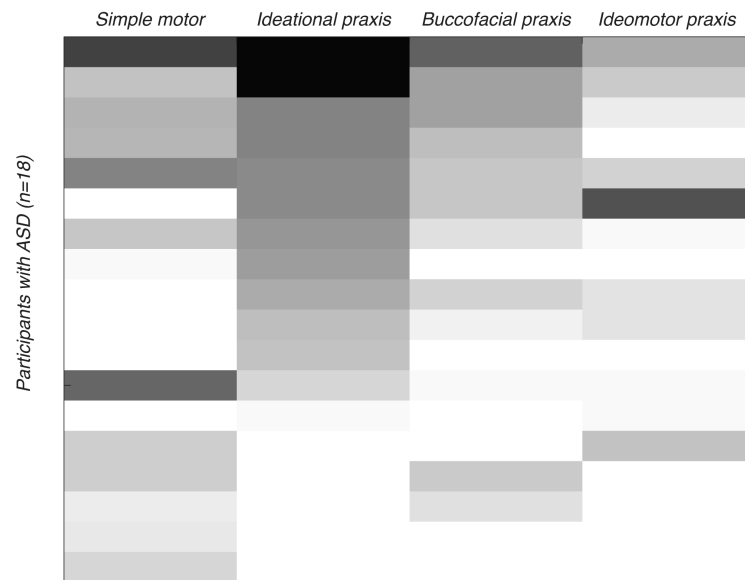 Simple motor Ideational praxis Buccofacial praxis Ideomotor praxis
Participants with ASD (n=18)